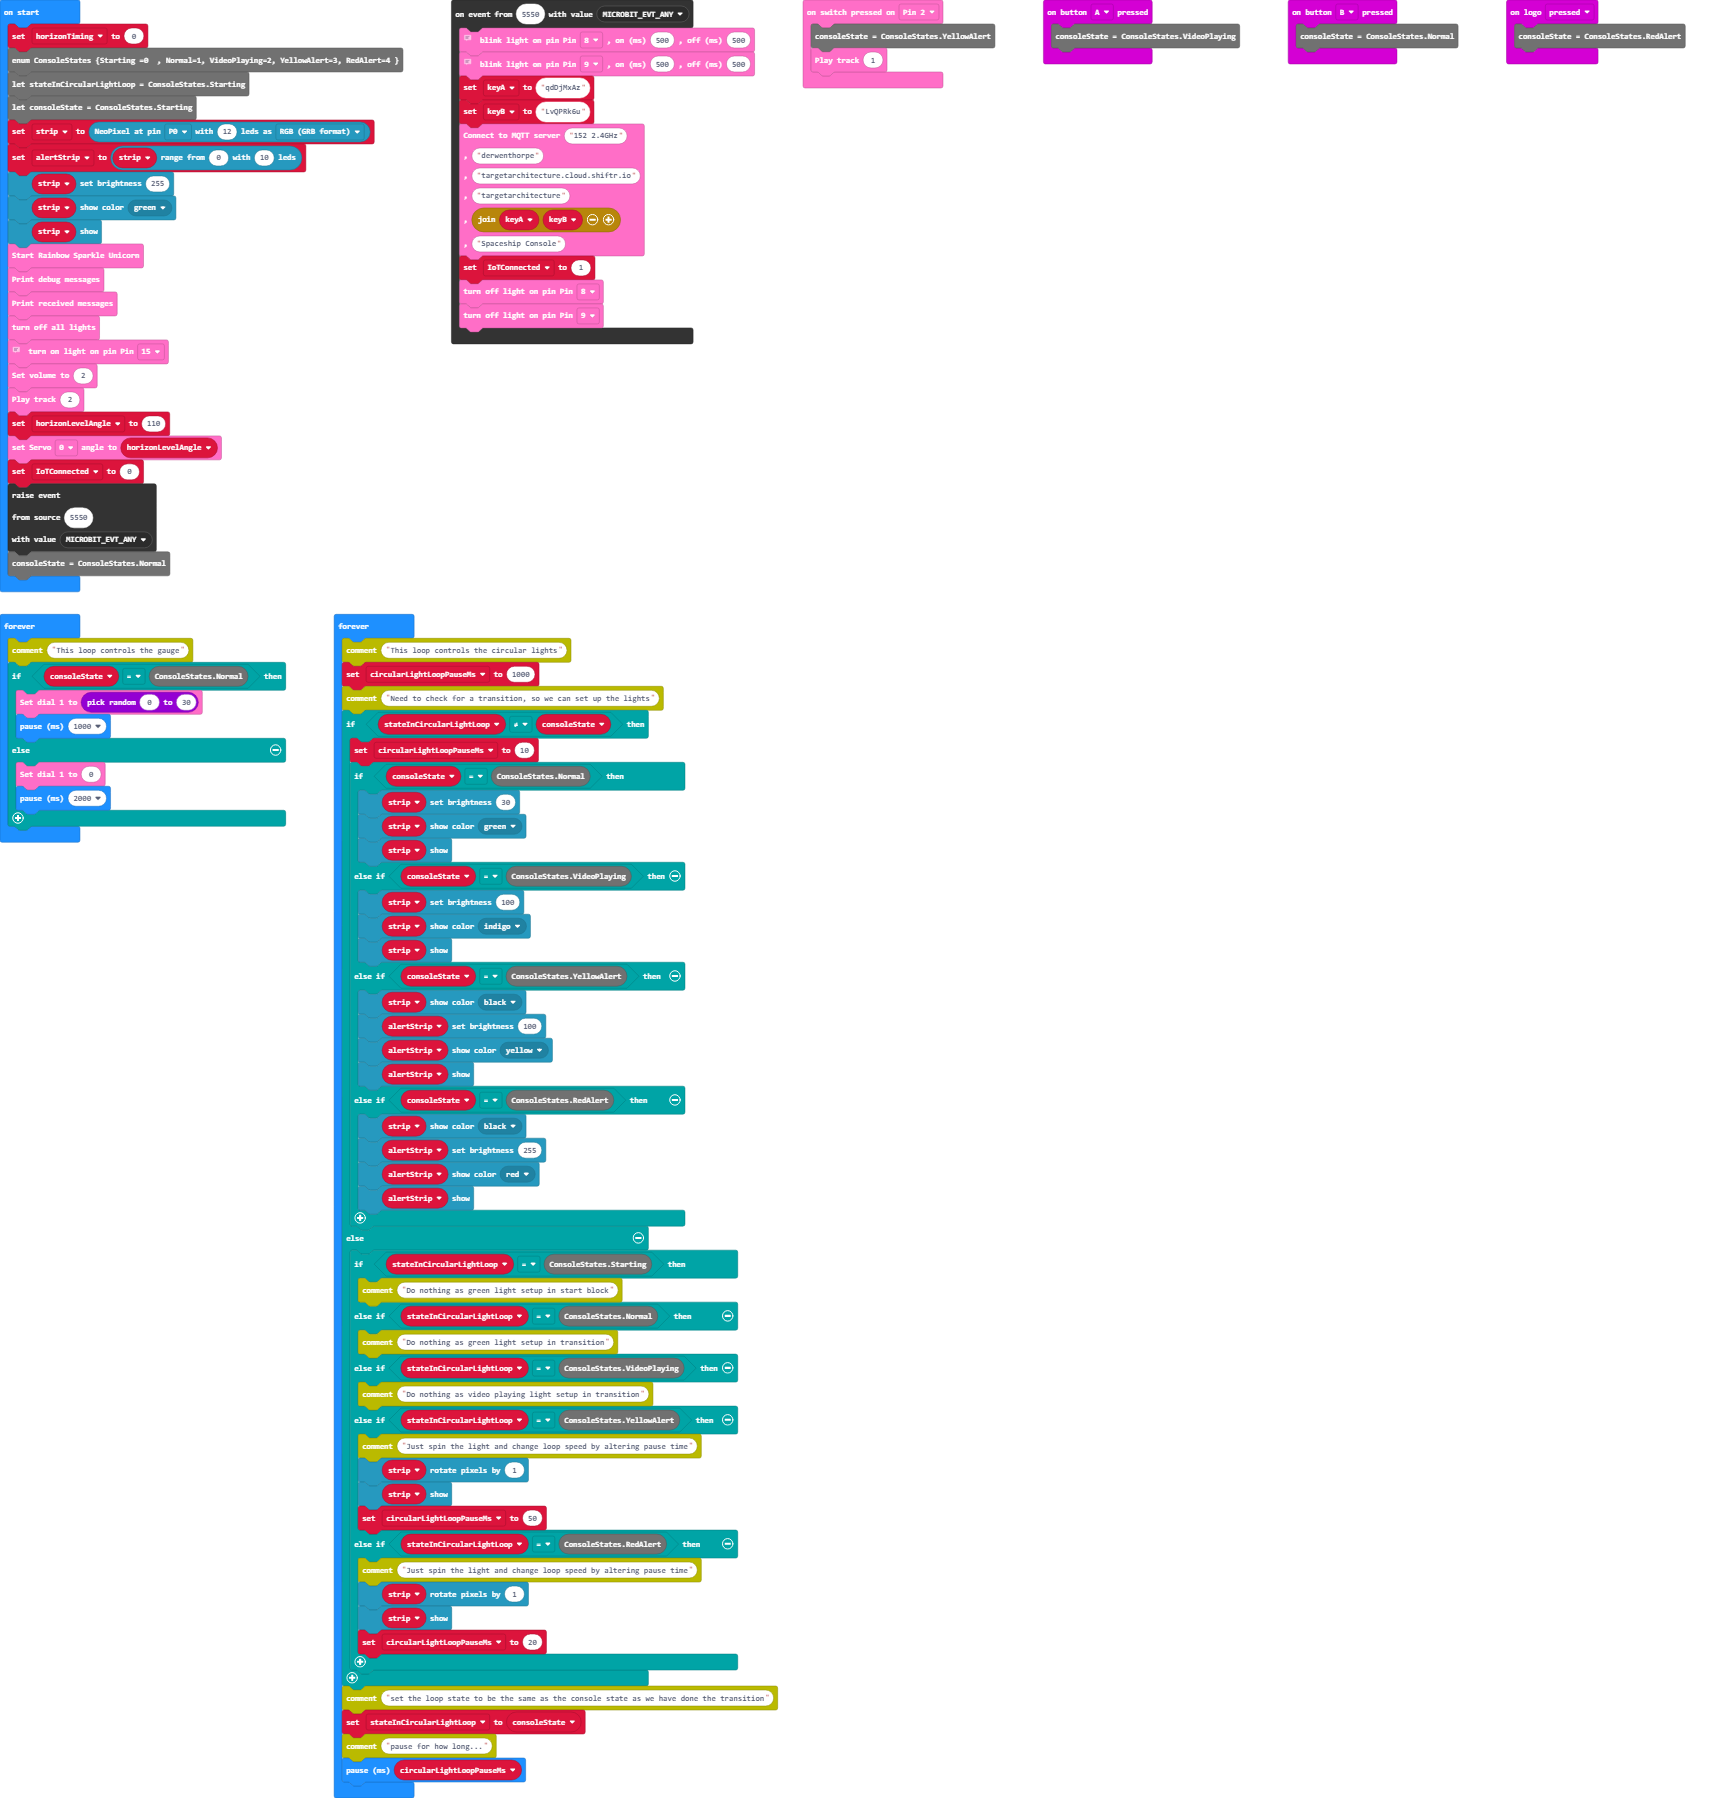 on start
set horizonTiming to 0
enum ConsoleStates {Starting =0 , Normal=1, VideoPlaying=2, YellowAlert=3, RedAlert=4 }
let stateInCircularLightLoop = ConsoleStates.Starting
let consoleState = ConsoleStates.Starting
set strip to NeoPixel at pin P0 with 12 leds as RGB (GRB format)
set alertStrip to strip range from 0 with 10 leds
strip set brightness 255
strip show color green
strip show
Start Rainbow Sparkle Unicorn
Print debug messages
Print received messages
turn off all lights
turn on light on pin Pin 15
Set volume to 2
Play track 2
set horizonLevelAngle to 110
set Servo 0 angle to horizonLevelAngle
set IoTConnected to 0
raise event
from source 5550
with value MICROBIT_EVT_ANY
consoleState = ConsoleStates.Normal
on event from 5550 with value MICROBIT_EVT_ANY
blink light on pin Pin 8 , on (ms) 500 , off (ms) 500
blink light on pin Pin 9 , on (ms) 500 , off (ms) 500
set keyA to "qdDjMxAz"
set keyB to "LvQPRk6u"
Connect to MQTT server "152 2.4GHz"
, "derwenthorpe"
, "targetarchitecture.cloud.shiftr.io"
, "targetarchitecture"
, join keyA keyB
, "Spaceship Console"
set IoTConnected to 1
turn off light on pin Pin 8
turn off light on pin Pin 9
on switch pressed on Pin 2
consoleState = ConsoleStates.YellowAlert
Play track 1
on button A pressed
consoleState = ConsoleStates.VideoPlaying
on button B pressed
consoleState = ConsoleStates.Normal
on logo pressed
consoleState = ConsoleStates.RedAlert
forever
comment "This loop controls the gauge"
if consoleState = ConsoleStates.Normal then
Set dial 1 to pick random 0 to 30
pause (ms) 1000
else
Set dial 1 to 0
pause (ms) 2000
forever
comment "This loop controls the circular lights"
set circularLightLoopPauseMs to 1000
comment "Need to check for a transition, so we can set up the lights"
if stateInCircularLightLoop ≠ consoleState then
set circularLightLoopPauseMs to 10
if consoleState = ConsoleStates.Normal then
strip set brightness 30
strip show color green
strip show
else if consoleState = ConsoleStates.VideoPlaying then
strip set brightness 100
strip show color indigo
strip show
else if consoleState = ConsoleStates.YellowAlert then
strip show color black
alertStrip set brightness 100
alertStrip show color yellow
alertStrip show
else if consoleState = ConsoleStates.RedAlert then
strip show color black
alertStrip set brightness 255
alertStrip show color red
alertStrip show
else
if stateInCircularLightLoop = ConsoleStates.Starting then
comment "Do nothing as green light setup in start block"
else if stateInCircularLightLoop = ConsoleStates.Normal then
comment "Do nothing as green light setup in transition"
else if stateInCircularLightLoop = ConsoleStates.VideoPlaying then
comment "Do nothing as video playing light setup in transition"
else if stateInCircularLightLoop = ConsoleStates.YellowAlert then
comment "Just spin the light and change loop speed by altering pause time"
strip rotate pixels by 1
strip show
set circularLightLoopPauseMs to 50
else if stateInCircularLightLoop = ConsoleStates.RedAlert then
comment "Just spin the light and change loop speed by altering pause time"
strip rotate pixels by 1
strip show
set circularLightLoopPauseMs to 20
comment "set the loop state to be the same as the console state as we have done the transition"
set stateInCircularLightLoop to consoleState
comment "pause for how long..."
pause (ms) circularLightLoopPauseMs